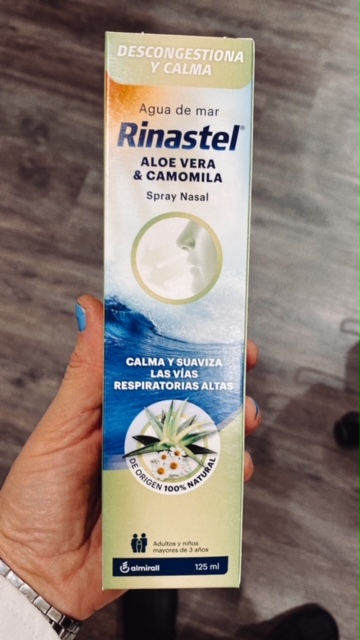 DESCONGESTIONA
Y CALMA
Agua de mar
Rinastel®
ALOE VERA
& CAMOMILA
Spray Nasal
CALMA Y SUAVIZA
LAS VÍAS
RESPIRATORIAS ALTAS
DE ORIGEN 100% NATURAL
Adultos y niños
mayores de 3 años
almirall
125 ml